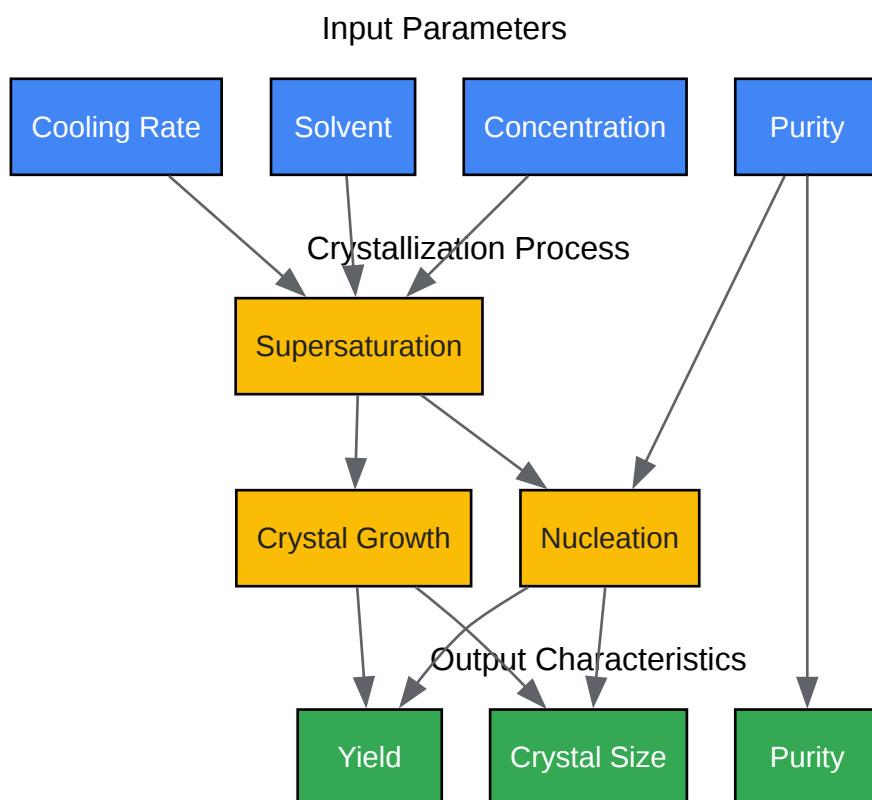 Input Parameters
Cooling Rate
Solvent
Concentration
Purity
Crystallization Process
Supersaturation
Crystal Growth
Nucleation
Output Characteristics
Yield
Crystal Size
Purity